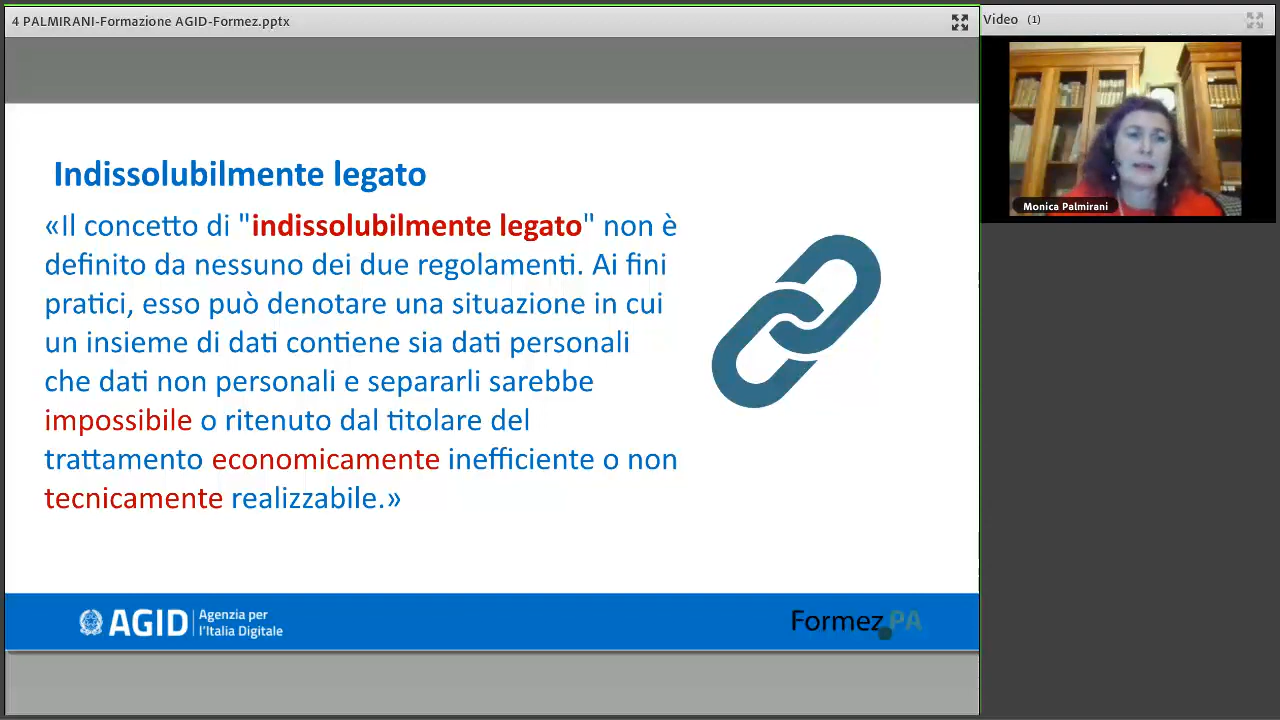 4 PALMIRANI-Formazione AGID-Formez.pptx
Video (1)
Monica Palmirani
Indissolubilmente legato
«Il concetto di "indissolubilmente legato" non è
definito da nessuno dei due regolamenti. Ai fini
pratici, esso può denotare una situazione in cui
un insieme di dati contiene sia dati personali
che dati non personali e separarli sarebbe
impossibile o ritenuto dal titolare del
trattamento economicamente inefficiente o non
tecnicamente realizzabile.»
AGID
Agenzia per
l'Italia Digitale
Formez PA